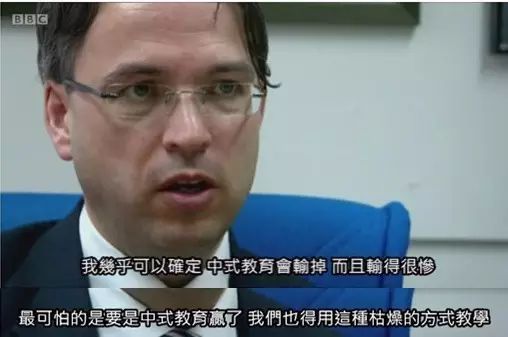 BBC
我幾乎可以確定 中式教育會輸掉 而且輸得很慘
最可怕的是要是中式教育贏了 我們也得用這種枯燥的方式教學